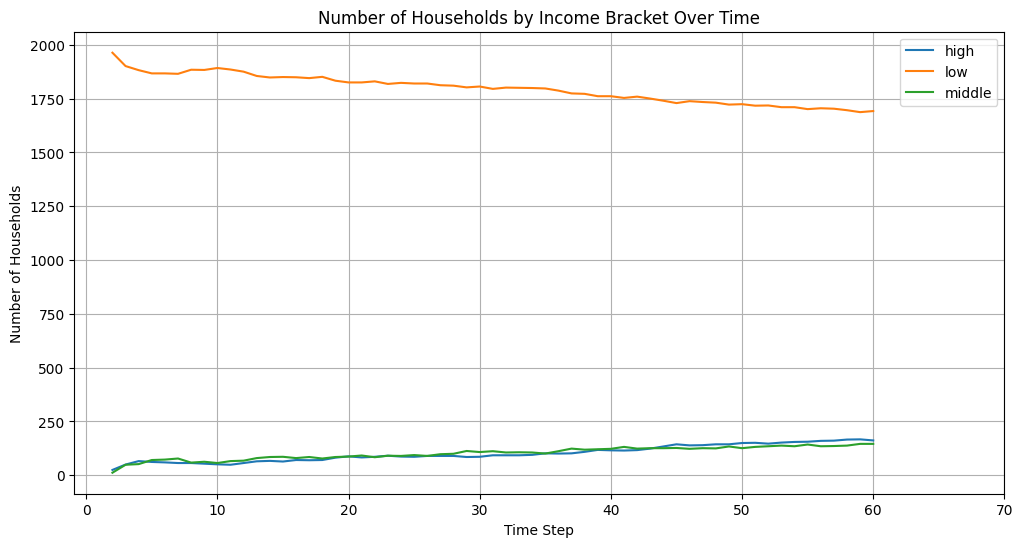 Number of Households by Income Bracket Over Time
high
low
middle
Number of Households
2000
1750
1500
1250
1000
750
500
250
0
0 10 20 30 40 50 60 70
Time Step